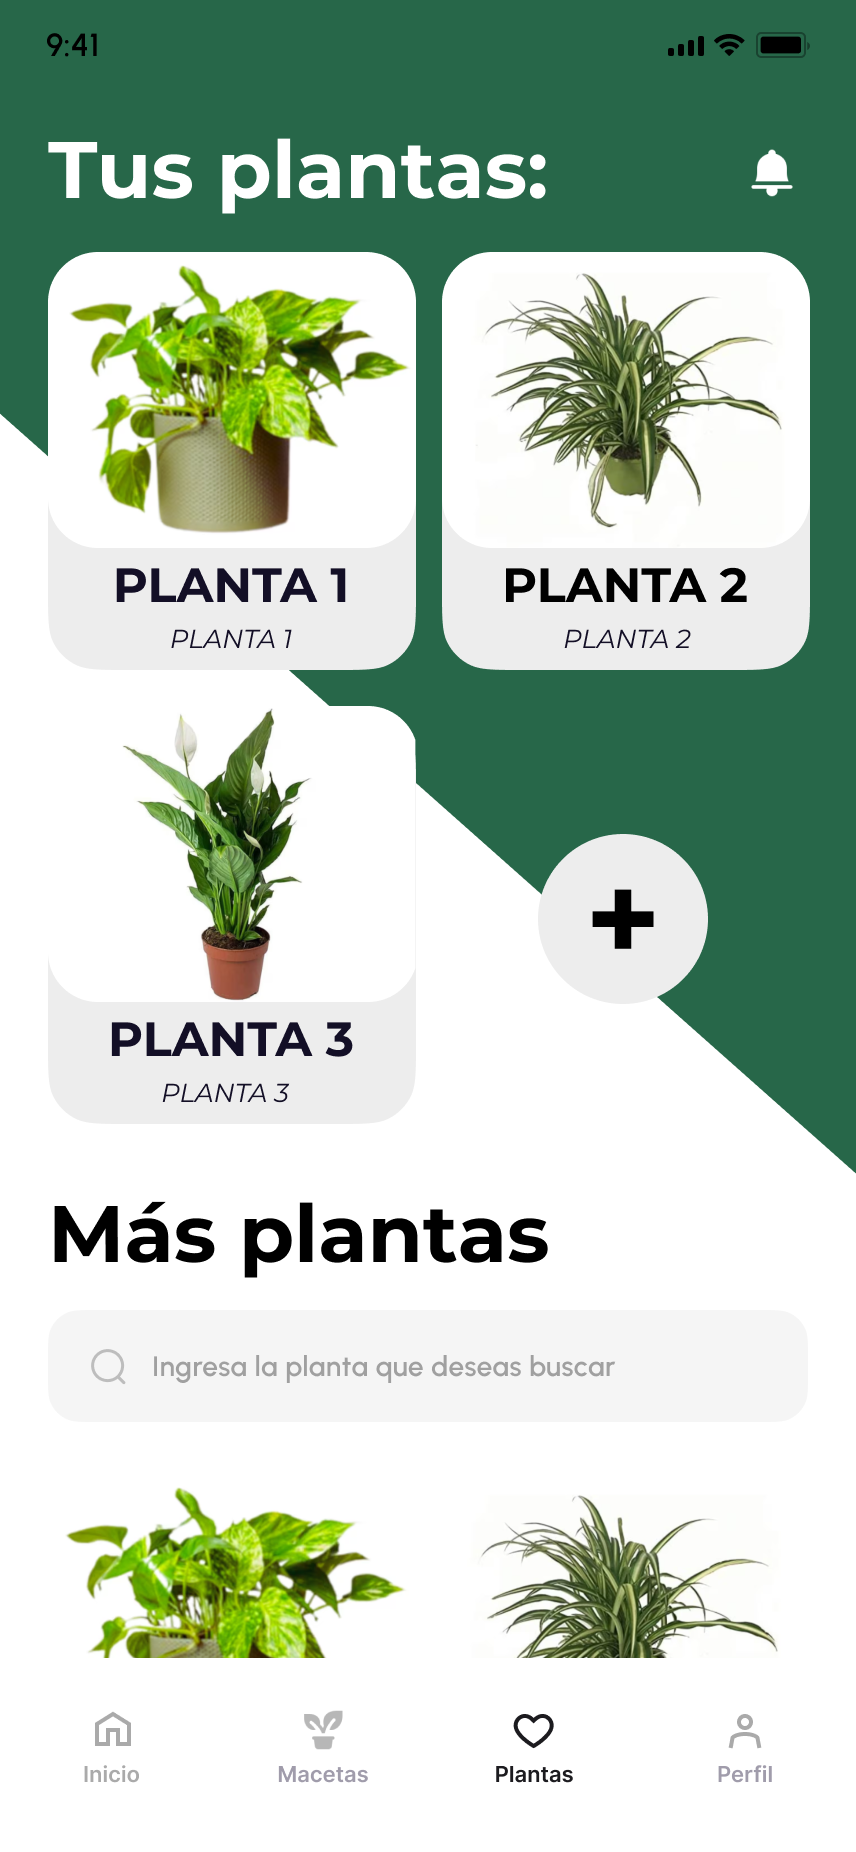 9:41
Tus plantas:
PLANTA 1
PLANTA 1
PLANTA 2
PLANTA 2
PLANTA 3
PLANTA 3
Más plantas
Ingresa la planta que deseas buscar
Inicio
Macetas
Plantas
Perfil